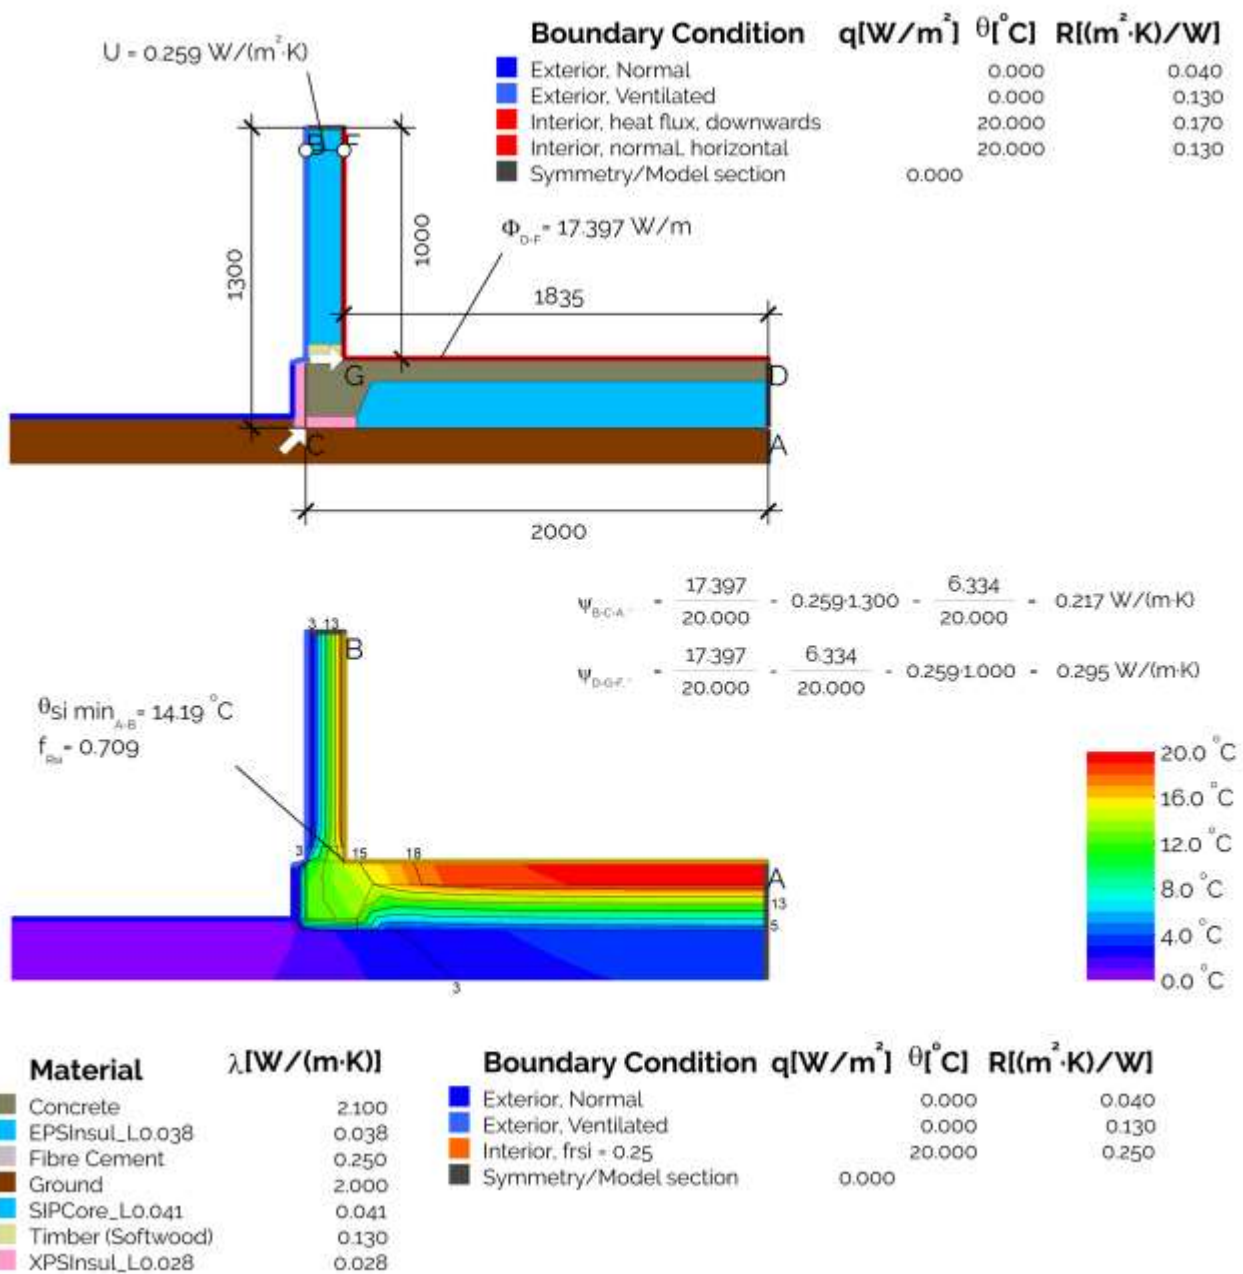 U = 0.259 W/(m²·K)
Boundary Condition q[W/m²] θ[°C] R[(m²·K)/W]
Exterior, Normal 0.000 0.040
Exterior, Ventilated 0.000 0.130
Interior, heat flux, downwards 20.000 0.170
Interior, normal, horizontal 20.000 0.130
Symmetry/Model section 0.000
F
Φ D-F = 17.397 W/m
1300
1000
1835
G
D
C
A
2000
ψ B-C-A = 17.397/20.000 - 0.259·1.300 - 6.334/20.000 = 0.217 W/(m·K)
ψ D-G-F = 17.397/20.000 - 6.334/20.000 - 0.259·1.000 = 0.295 W/(m·K)
3 13
B
θSi min A-B = 14.19 °C
f Rsi = 0.709
3 15 18
A
13
5
3
20.0 °C
16.0 °C
12.0 °C
8.0 °C
4.0 °C
0.0 °C
Material λ[W/(m·K)]
Concrete 2.100
EPSInsul_L0.038 0.038
Fibre Cement 0.250
Ground 2.000
SIPCore_L0.041 0.041
Timber (Softwood) 0.130
XPSInsul_L0.028 0.028
Boundary Condition q[W/m²] θ[°C] R[(m²·K)/W]
Exterior, Normal 0.000 0.040
Exterior, Ventilated 0.000 0.130
Interior, frsi = 0.25 20.000 0.250
Symmetry/Model section 0.000